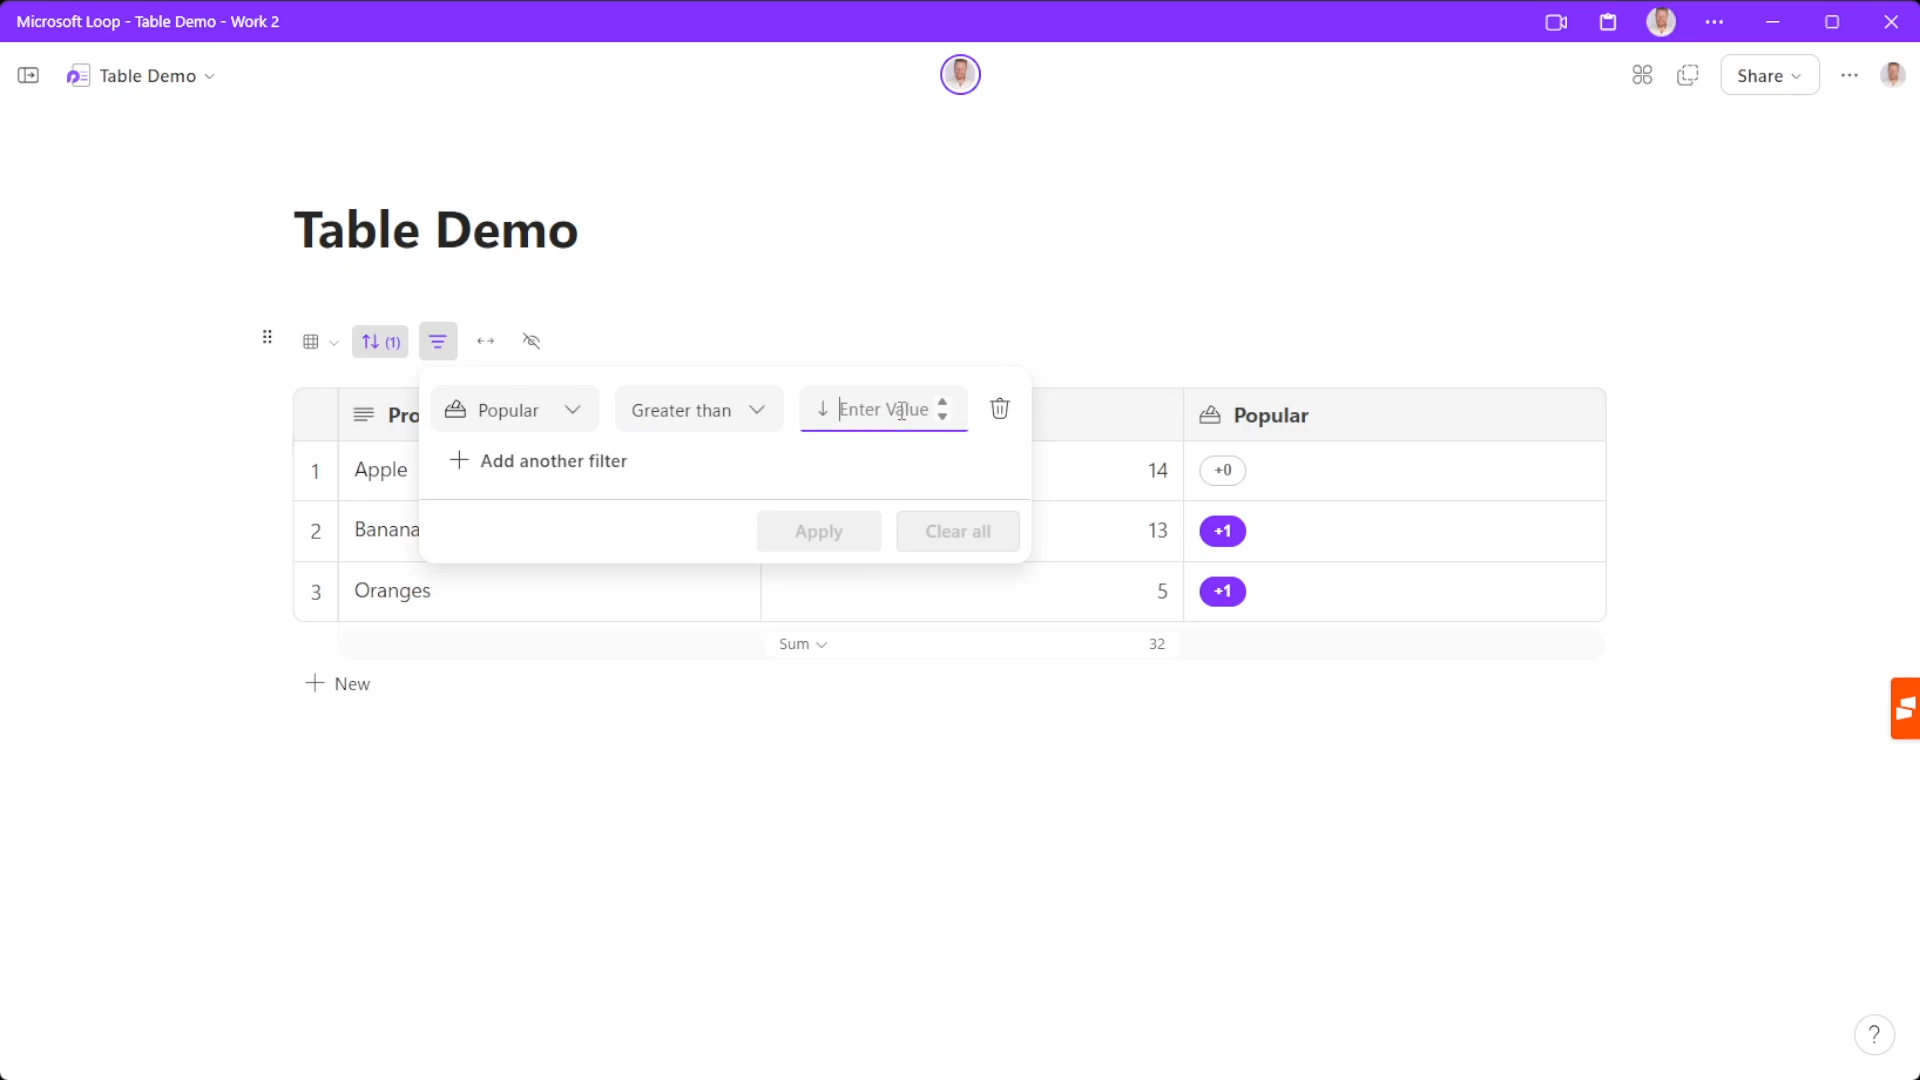 Microsoft Loop - Table Demo - Work 2
Table Demo
Share
Table Demo
(1)
Popular Greater than Enter Value
Add another filter
Apply Clear all
Pro Popular
1 Apple 14 +0
2 Banana 13 +1
3 Oranges 5 +1
Sum 32
New
?